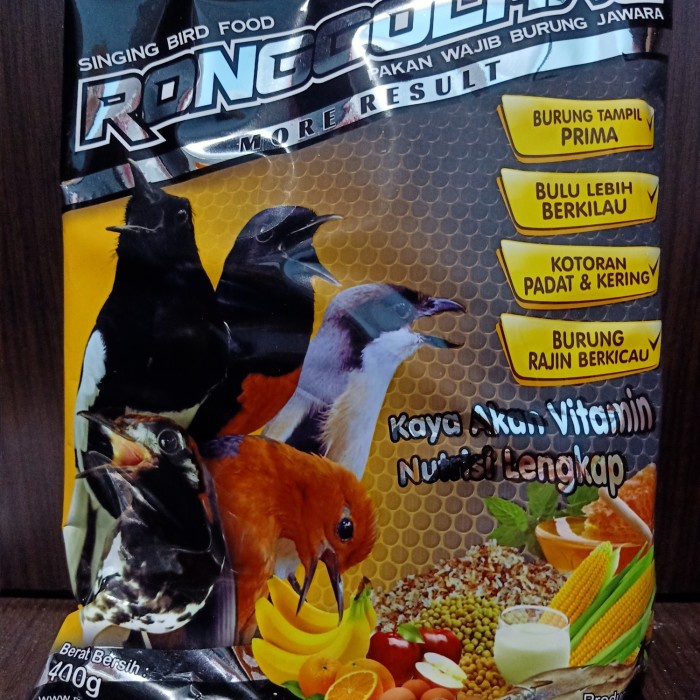 SINGING BIRD FOOD
PAKAN WAJIB BURUNG JAWARA
MORE RESULT
BURUNG TAMPIL
PRIMA
BULU LEBIH
BERKILAU
KOTORAN
PADAT & KERING
BURUNG
RAJIN BERKICAU
Kaya Akan Vitamin
Nutrisi Lengkap
Berat Bersih :
400g